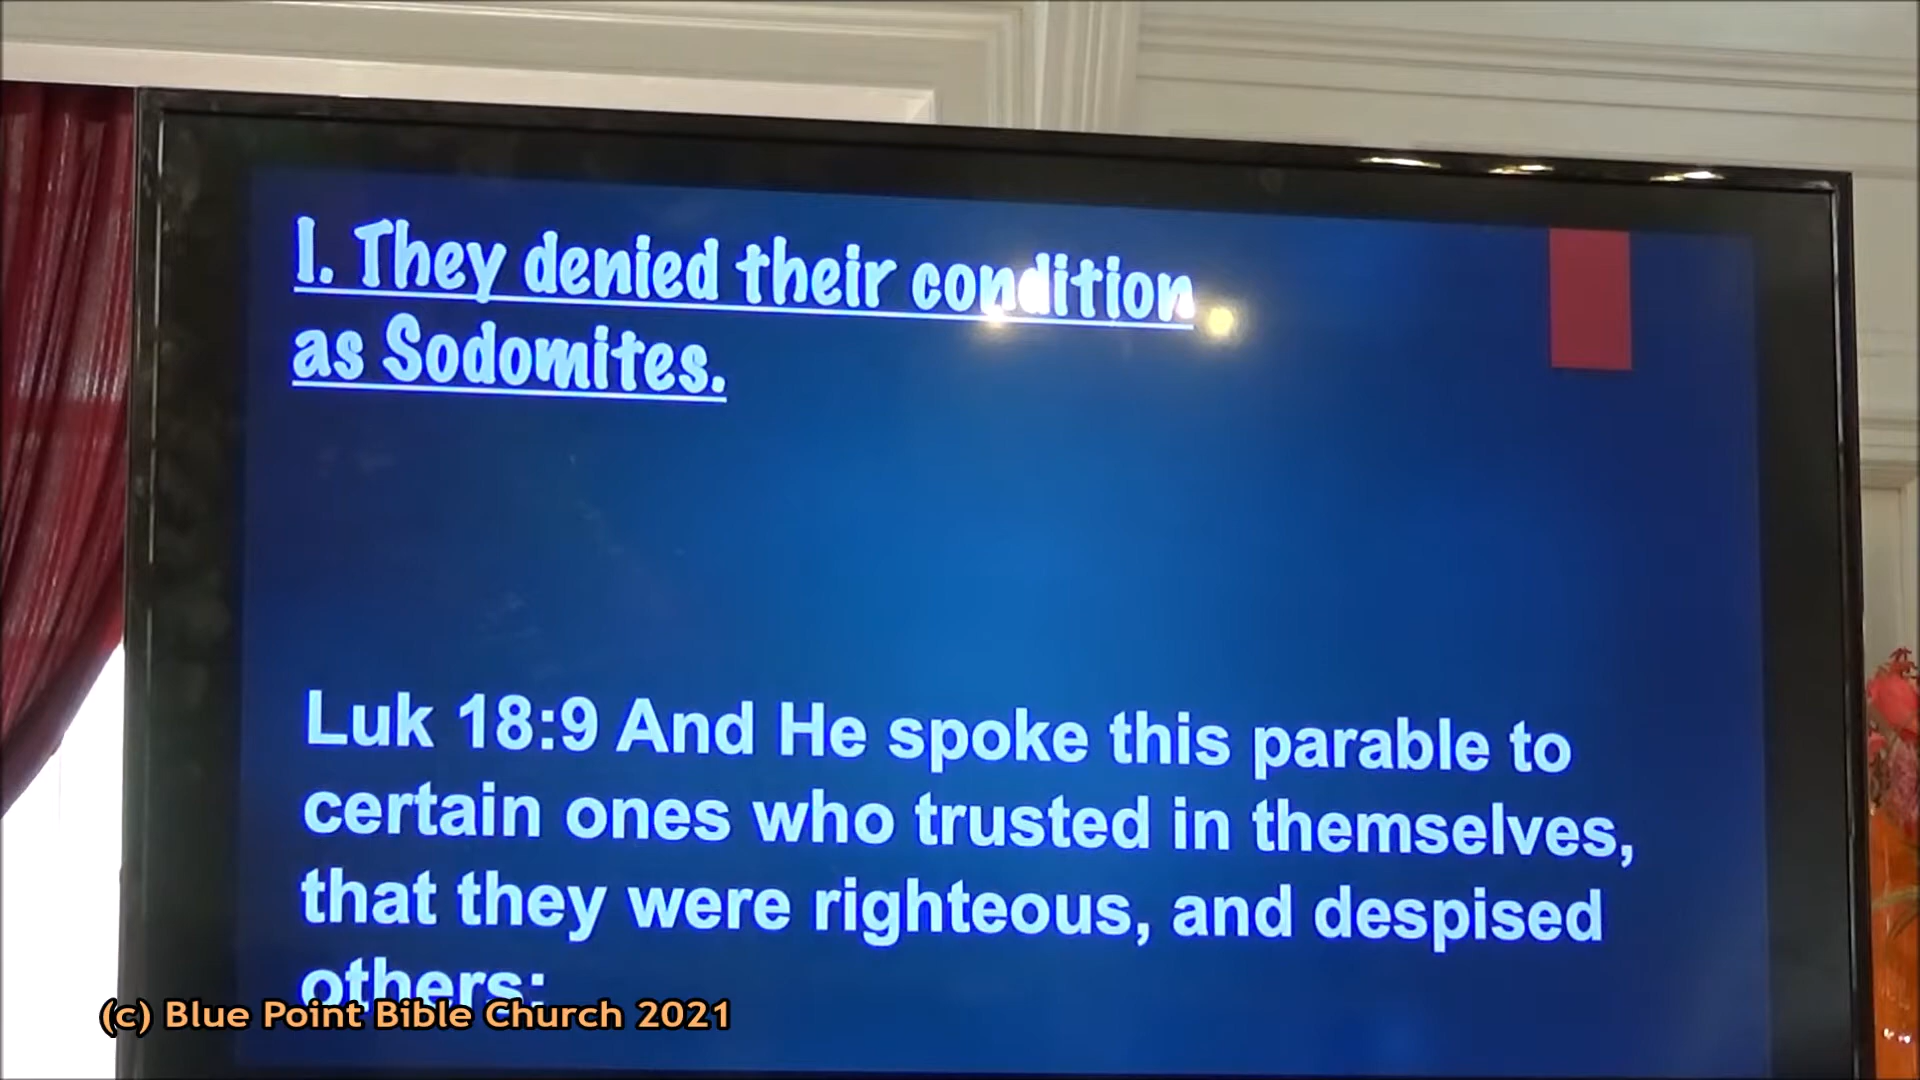 I. They denied their condition
as Sodomites.
Luk 18:9 And He spoke this parable to
certain ones who trusted in themselves,
that they were righteous, and despised
others:
(c) Blue Point Bible Church 2021